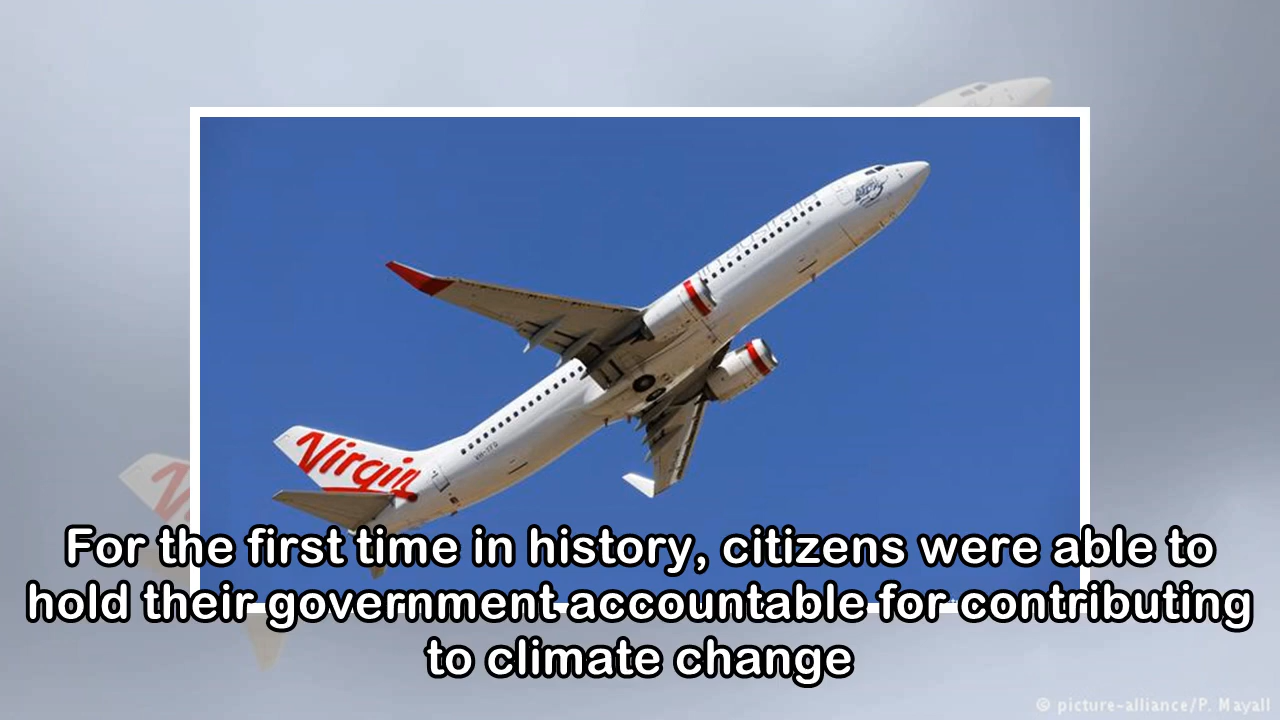 Virgin
For the first time in history, citizens were able to
hold their government accountable for contributing
to climate change
© picture-alliance/P. Mayall